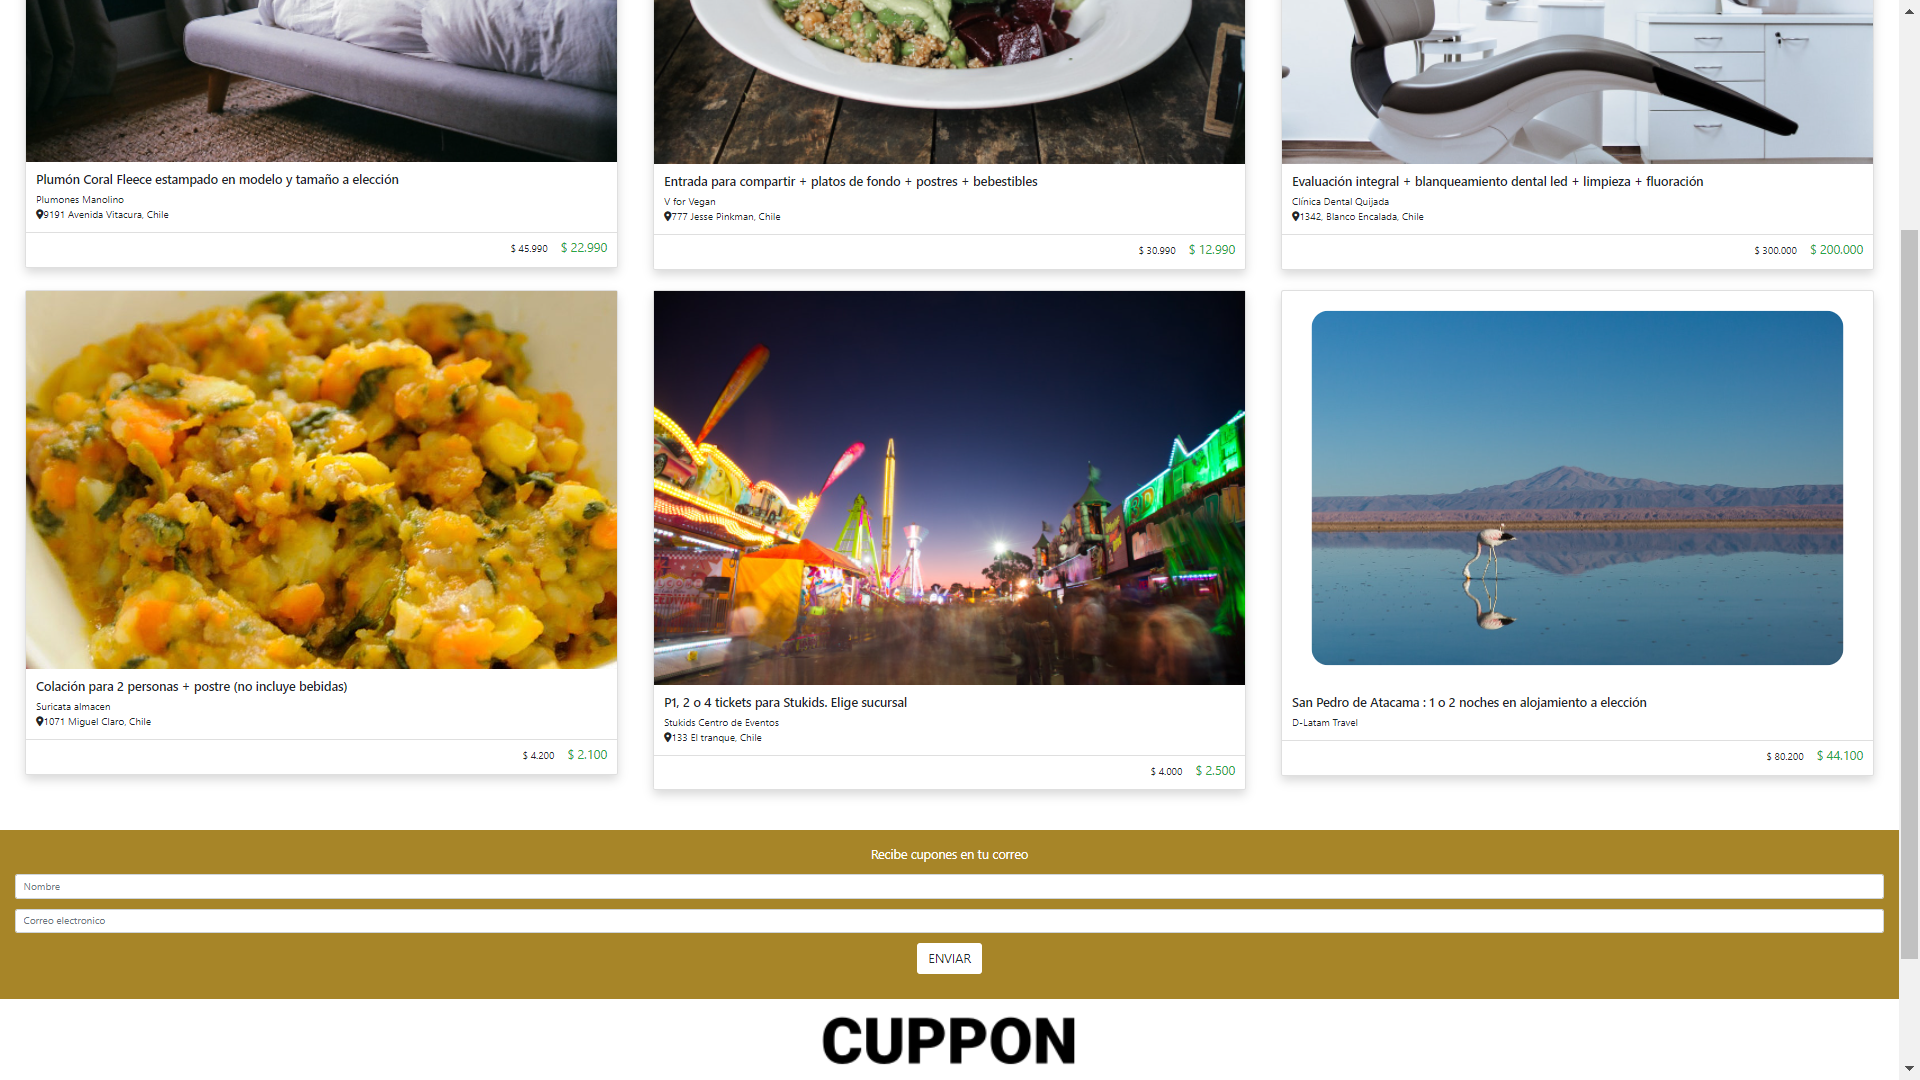 Plumón Coral Fleece estampado en modelo y tamaño a elección
Plumones Manolino
9191 Avenida Vitacura, Chile
$ 45.990 $ 22.990
Entrada para compartir + platos de fondo + postres + bebestibles
V for Vegan
777 Jesse Pinkman, Chile
$ 30.990 $ 12.990
Evaluación integral + blanqueamiento dental led + limpieza + fluoración
Clínica Dental Quijada
1342, Blanco Encalada, Chile
$ 300.000 $ 200.000
Colación para 2 personas + postre (no incluye bebidas)
Suricata almacen
1071 Miguel Claro, Chile
$ 4.200 $ 2.100
P1, 2 o 4 tickets para Stukids. Elige sucursal
Stukids Centro de Eventos
133 El tranque, Chile
$ 4.000 $ 2.500
San Pedro de Atacama : 1 o 2 noches en alojamiento a elección
D-Latam Travel
$ 80.200 $ 44.100
Recibe cupones en tu correo
Nombre
Correo electronico
ENVIAR
CUPPON